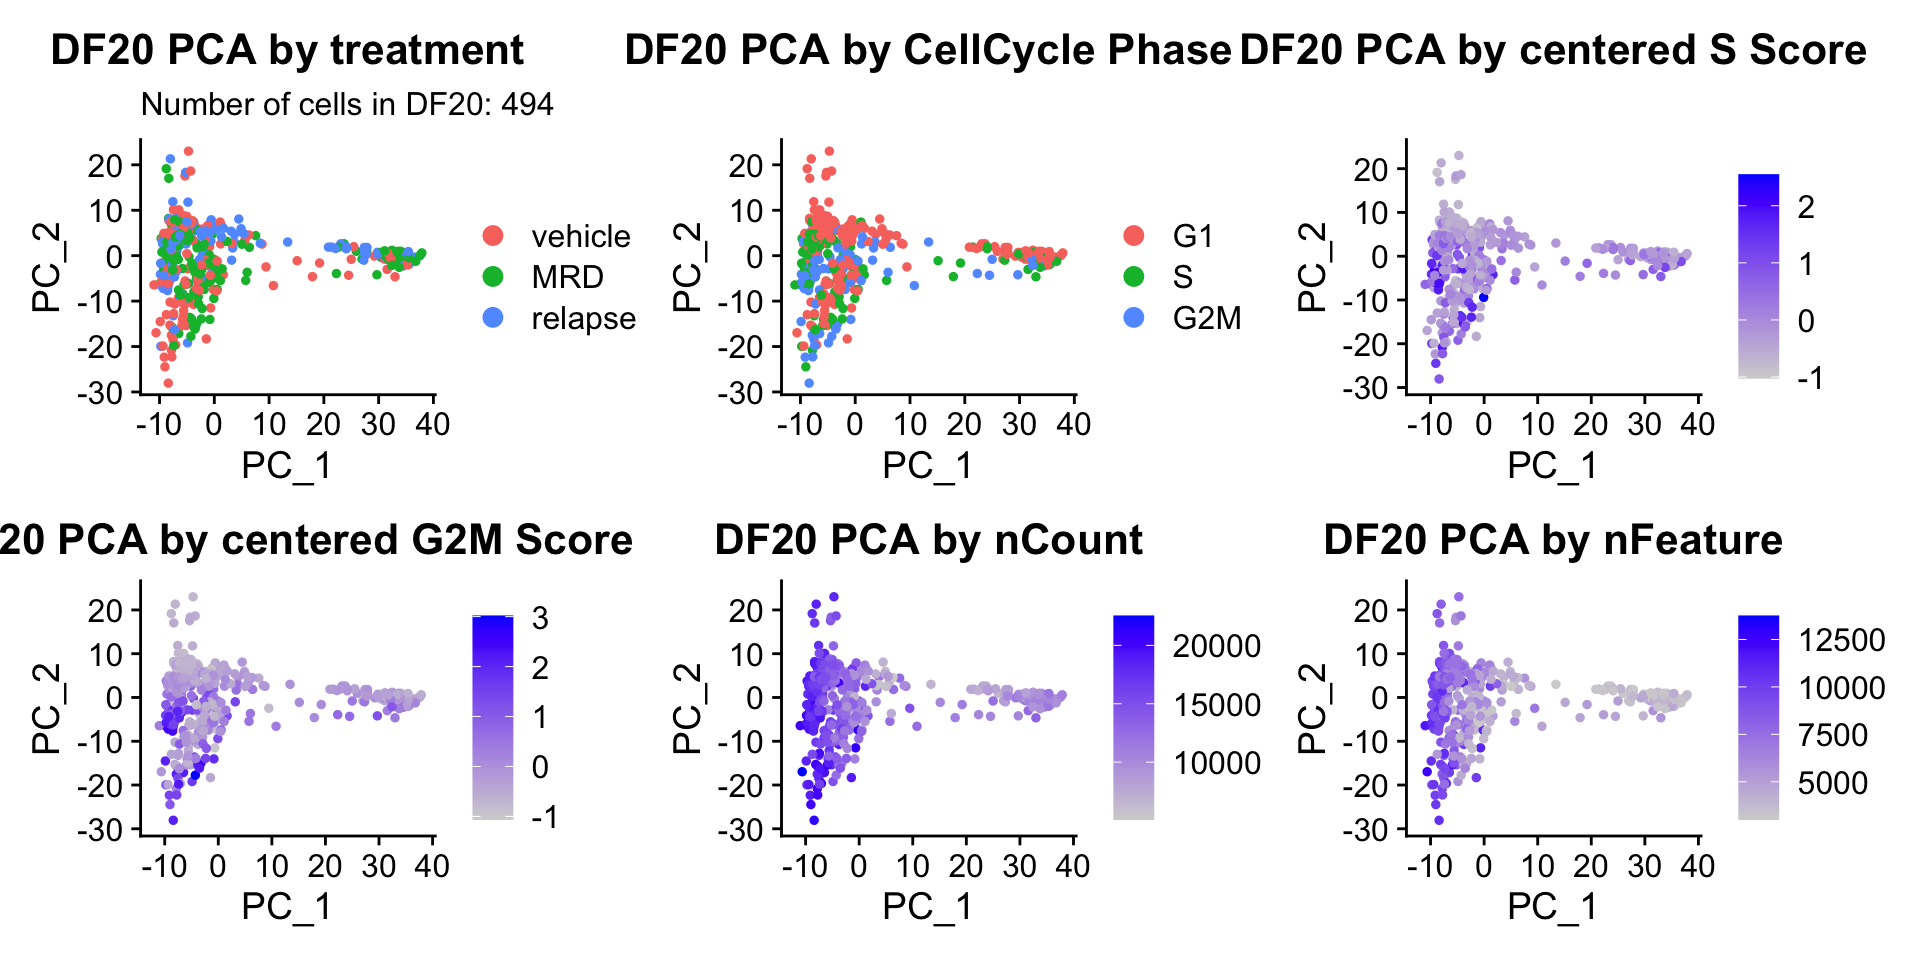 DF20 PCA by treatment
Number of cells in DF20: 494
PC_2
20
10
0
-10
-20
-30
-10 0 10 20 30 40
PC_1
vehicle
MRD
relapse
DF20 PCA by CellCycle Phase
PC_2
20
10
0
-10
-20
-30
-10 0 10 20 30 40
PC_1
G1
S
G2M
DF20 PCA by centered S Score
PC_2
20
10
0
-10
-20
-30
-10 0 10 20 30 40
PC_1
2
1
0
-1
20 PCA by centered G2M Score
PC_2
20
10
0
-10
-20
-30
-10 0 10 20 30 40
PC_1
3
2
1
0
-1
DF20 PCA by nCount
PC_2
20
10
0
-10
-20
-30
-10 0 10 20 30 40
PC_1
20000
15000
10000
DF20 PCA by nFeature
PC_2
20
10
0
-10
-20
-30
-10 0 10 20 30 40
PC_1
12500
10000
7500
5000